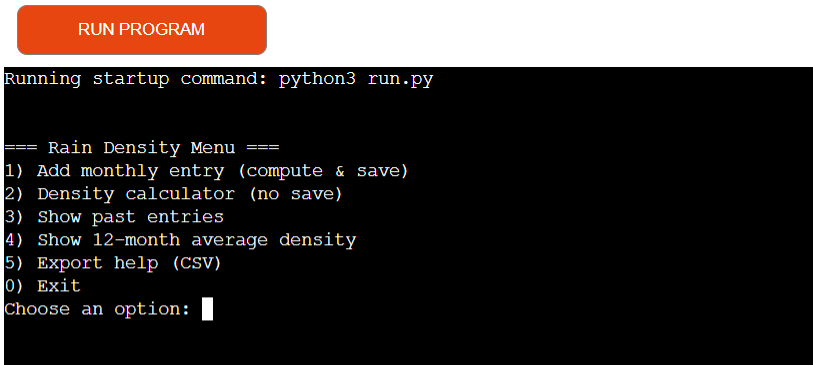 RUN PROGRAM
Running startup command: python3 run.py
=== Rain Density Menu ===
1) Add monthly entry (compute & save)
2) Density calculator (no save)
3) Show past entries
4) Show 12-month average density
5) Export help (CSV)
0) Exit
Choose an option: